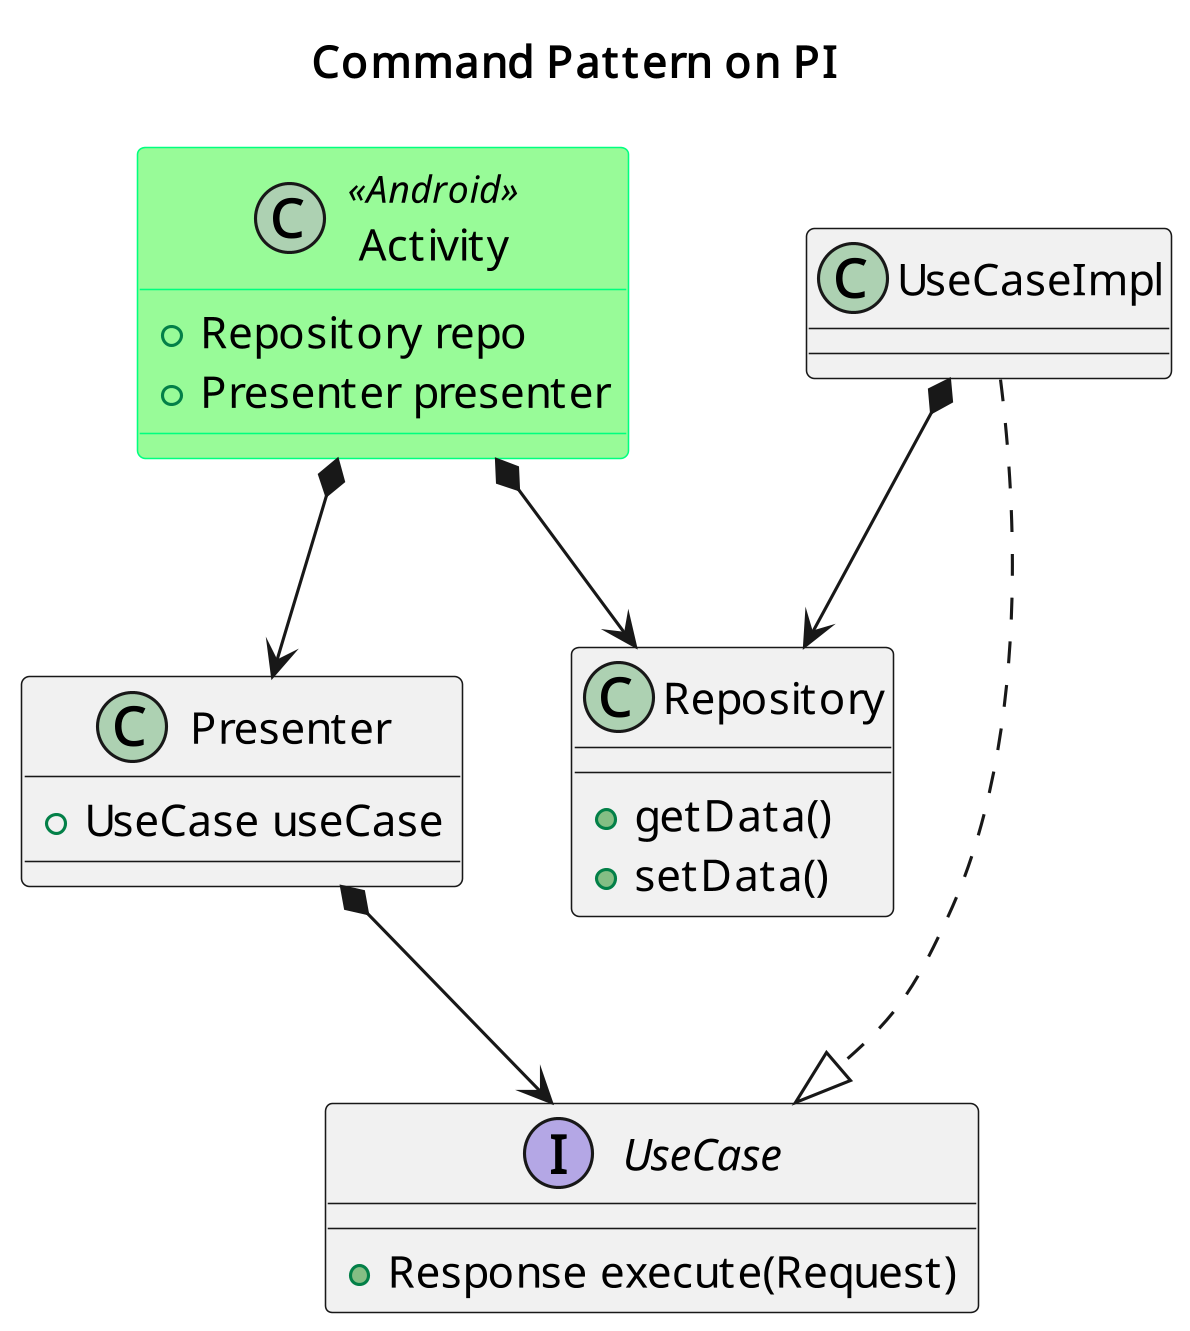 Command Pattern on PI
C
«Android»
Activity
Repository repo
Presenter presenter
C UseCaseImpl
C Presenter
UseCase useCase
C Repository
getData()
setData()
I UseCase
Response execute(Request)